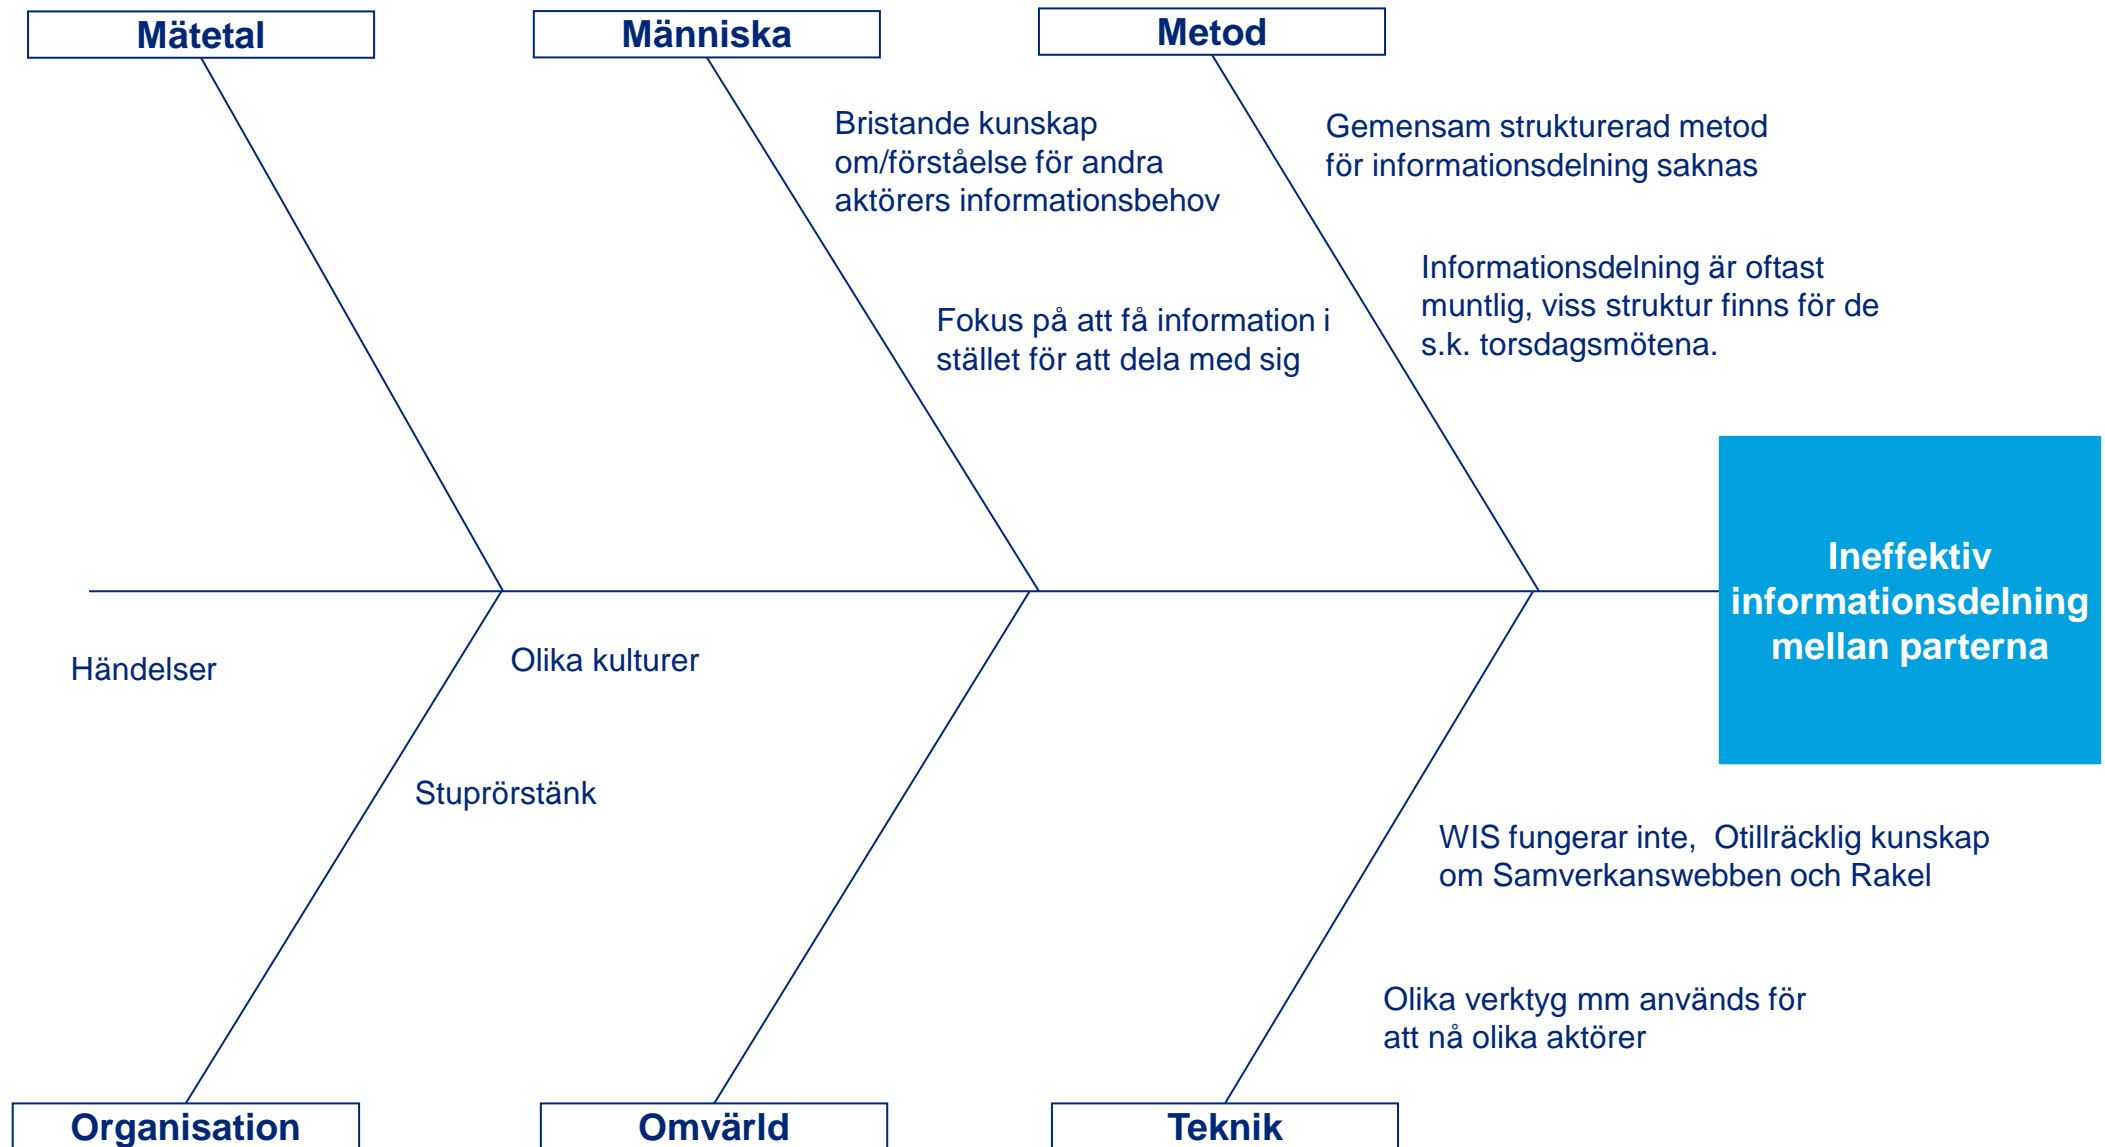 Mätetal
Människa
Metod
Bristande kunskap
om/förståelse för andra
aktörers informationsbehov
Gemensam strukturerad metod
för informationsdelning saknas
Fokus på att få information i
stället för att dela med sig
Informationsdelning är oftast
muntlig, viss struktur finns för de
s.k. torsdagsmötena.
Ineffektiv
informationsdelning
mellan parterna
Händelser
Olika kulturer
Stuprörstänk
WIS fungerar inte,  Otillräcklig kunskap
om Samverkanswebben och Rakel
Olika verktyg mm används för
att nå olika aktörer
Organisation
Omvärld
Teknik